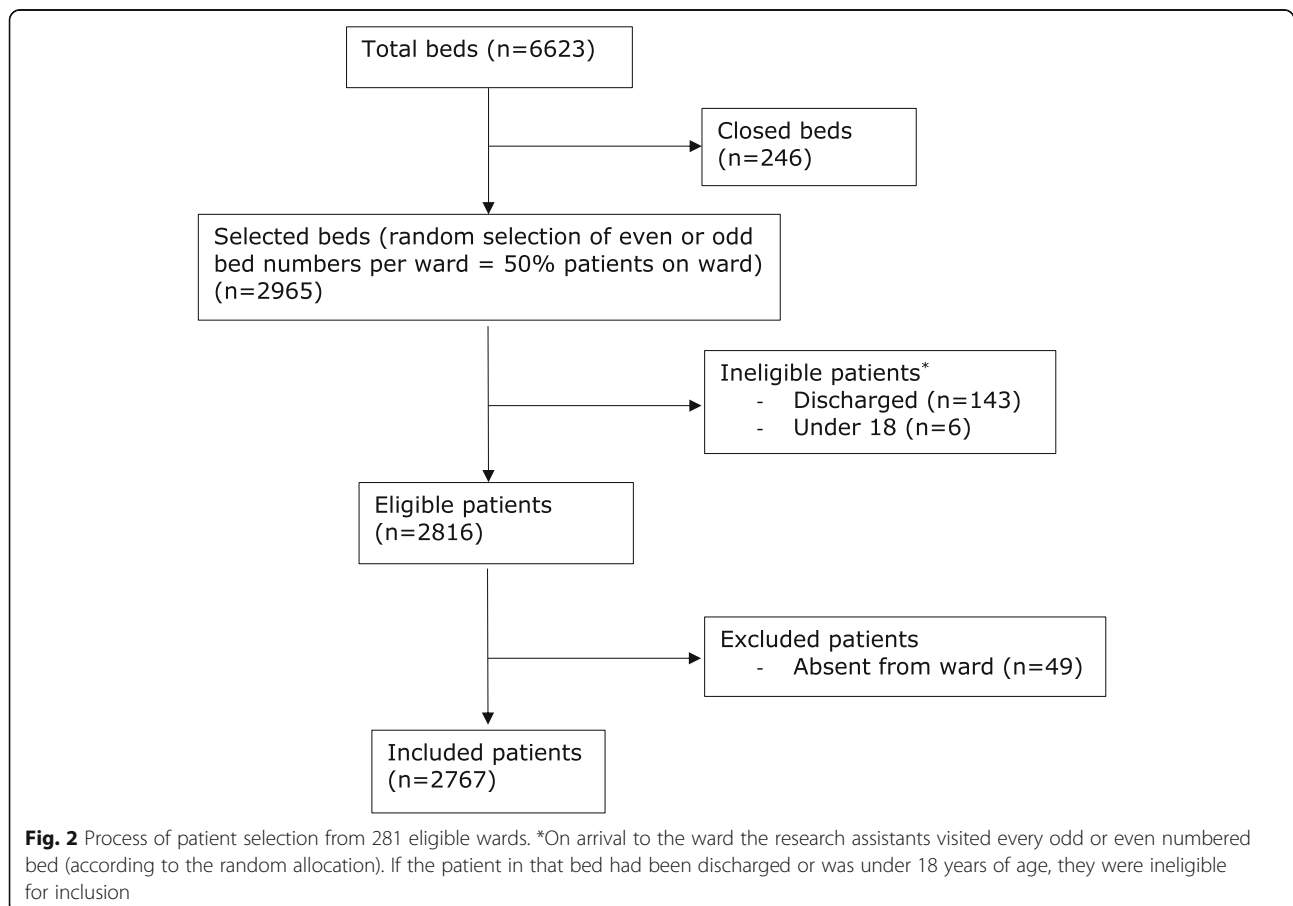 Total beds (n=6623)
Closed beds
(n=246)
Selected beds (random selection of even or odd
bed numbers per ward = 50% patients on ward)
(n=2965)
Ineligible patients*
- Discharged (n=143)
- Under 18 (n=6)
Eligible patients
(n=2816)
Excluded patients
- Absent from ward (n=49)
Included patients
(n=2767)
Fig. 2 Process of patient selection from 281 eligible wards. *On arrival to the ward the research assistants visited every odd or even numbered
bed (according to the random allocation). If the patient in that bed had been discharged or was under 18 years of age, they were ineligible
for inclusion